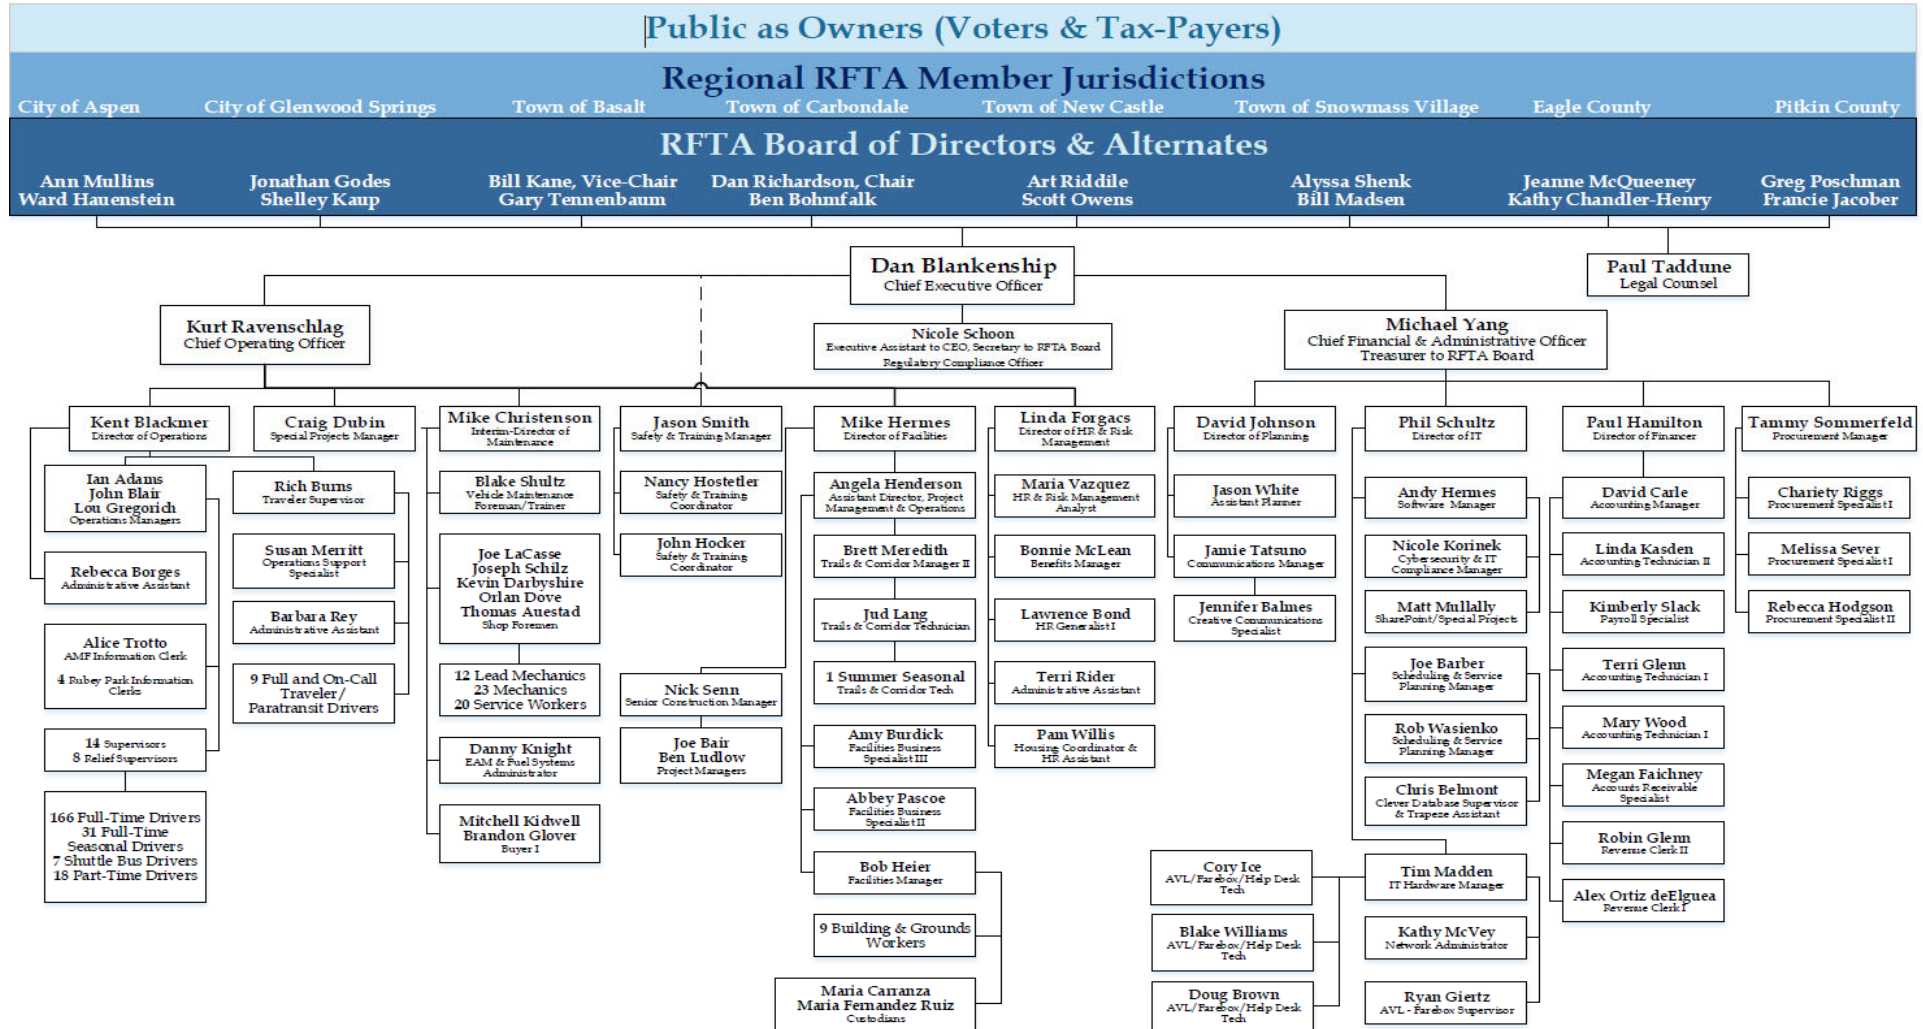 Public as Owners (Voters & Tax-Payers)
Regional RFTA Member Jurisdictions
City of Aspen
City of Glenwood Springs
Town of Basalt
Town of Carbondale
Town of New Castle
Town of Snowmass Village
Eagle County
Pitkin County
RFTA Board of Directors & Alternates
Ann Mullins
Ward Hauenstein
Jonathan Godes
Shelley Kaup
Bill Kane, Vice-Chair
Gary Tennenbaum
Dan Richardson, Chair
Ben Bohmfalk
Art Riddile
Scott Owens
Alyssa Shenk
Bill Madsen
Jeanne McQueeney
Kathy Chandler-Henry
Greg Poschman
Francie Jacober
Dan Blankenship
Chief Executive Officer
Paul Taddune
Legal Counsel
Kurt Ravenschlag
Chief Operating Officer
Nicole Schoon
Executive Assistant to CEO, Secretary to RFTA Board
Regulatory Compliance Officer
Michael Yang
Chief Financial & Administrative Officer
Treasurer to RFTA Board
Kent Blackmer
Director of Operations
Ian Adams
John Blair
Lou Gregorich
Operations Managers
Rebecca Borges
Administrative Assistant
Alice Trotto
AMF Information Clerk
4 Rubey Park Information
Clerks
14 Supervisors
8 Relief Supervisors
166 Full-Time Drivers
31 Full-Time
Seasonal Drivers
7 Shuttle Bus Drivers
18 Part-Time Drivers
Rich Burns
Traveler Supervisor
Susan Merritt
Operations Support
Specialist
Barbara Rey
Administrative Assistant
9 Full and On-Call
Traveler/
Paratransit Drivers
Craig Dubin
Special Projects Manager
Mike Christenson
Interim-Director of
Maintenance
Blake Shultz
Vehicle Maintenance
Foreman/Trainer
Joe LaCasse
Joseph Schilz
Kevin Darbyshire
Orlan Dove
Thomas Auestad
Shop Foremen
12 Lead Mechanics
23 Mechanics
20 Service Workers
Danny Knight
EAM & Fuel Systems
Administrator
Mitchell Kidwell
Brandon Glover
Buyer I
Jason Smith
Safety & Training Manager
Nancy Hostetler
Safety & Training
Coordinator
John Hocker
Safety & Training
Coordinator
Mike Hermes
Director of Facilities
Nick Senn
Senior Construction Manager
Joe Bair
Ben Ludlow
Project Managers
Angela Henderson
Assistant Director, Project
Management & Operations
Brett Meredith
Trails & Corridor Manager II
Jud Lang
Trails & Corridor Technician
1 Summer Seasonal
Trails & Corridor Tech
Amy Burdick
Facilities Business
Specialist III
Abbey Pascoe
Facilities Business
Specialist II
Bob Heier
Facilities Manager
9 Building & Grounds
Workers
Maria Carranza
Maria Fernandez Ruiz
Custodians
Linda Forgacs
Director of HR & Risk
Management
Maria Vazquez
HR & Risk Management
Analyst
Bonnie McLean
Benefits Manager
Lawrence Bond
HR Generalist I
Terri Rider
Administrative Assistant
Pam Willis
Housing Coordinator &
HR Assistant
David Johnson
Director of Planning
Jason White
Assistant Planner
Jamie Tatsuno
Communications Manager
Jennifer Balmes
Creative Communications
Specialist
Phil Schultz
Director of IT
Andy Hermes
Software Manager
Nicole Korinek
Cybersecurity & IT
Compliance Manager
Matt Mullally
SharePoint/Special Projects
Joe Barber
Scheduling & Service
Planning Manager
Rob Wasienko
Scheduling & Service
Planning Manager
Chris Belmont
Clever Database Supervisor
& Trapeze Assistant
Tim Madden
IT Hardware Manager
Kathy McVey
Network Administrator
Ryan Giertz
AVL - Farebox Supervisor
Cory Ice
AVL/Farebox/Help Desk
Tech
Blake Williams
AVL/Farebox/Help Desk
Tech
Doug Brown
AVL/Farebox/Help Desk
Tech
Paul Hamilton
Director of Financer
David Carle
Accounting Manager
Linda Kasden
Accounting Technician II
Kimberly Slack
Payroll Specialist
Terri Glenn
Accounting Technician I
Mary Wood
Accounting Technician I
Megan Faichney
Accounts Receivable
Specialist
Robin Glenn
Revenue Clerk II
Alex Ortiz deElguea
Revenue Clerk I
Tammy Sommerfeld
Procurement Manager
Chariety Riggs
Procurement Specialist I
Melissa Sever
Procurement Specialist I
Rebecca Hodgson
Procurement Specialist II